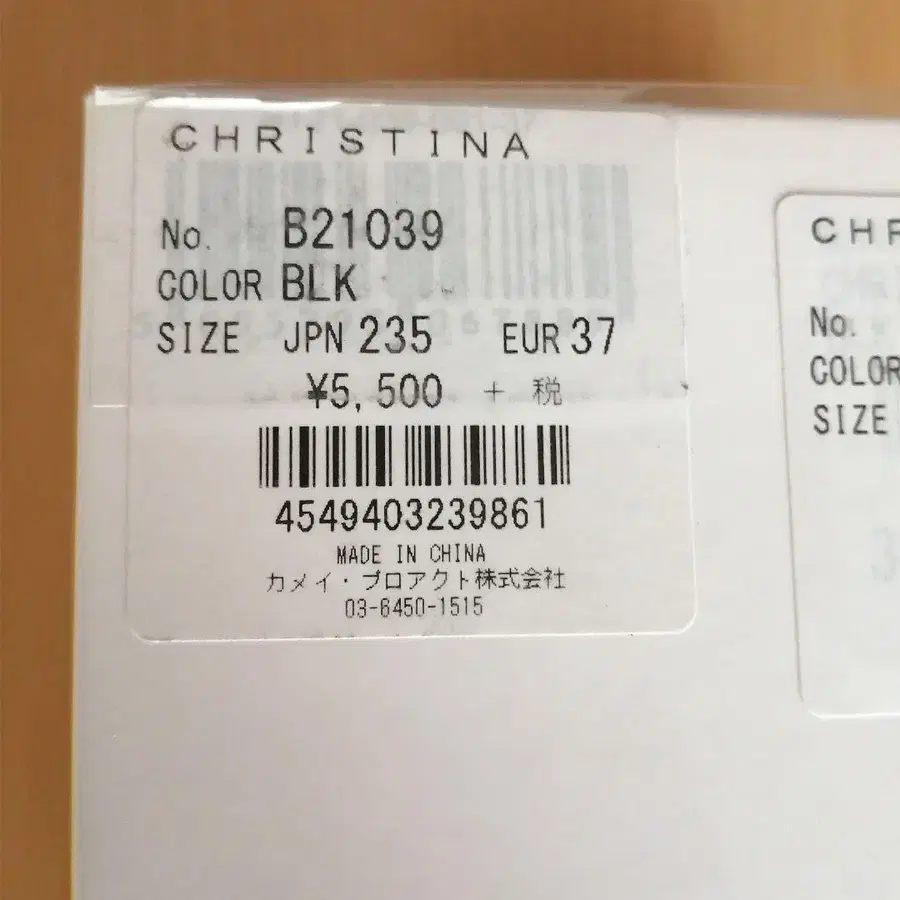 CHRISTINA
No. B21039
COLOR BLK
SIZE JPN 235 EUR 37
¥5,500 + 税
4549403239861
MADE IN CHINA
カメイ・プロアクト株式会社
03-6450-1515
No.
COLOR
SIZE